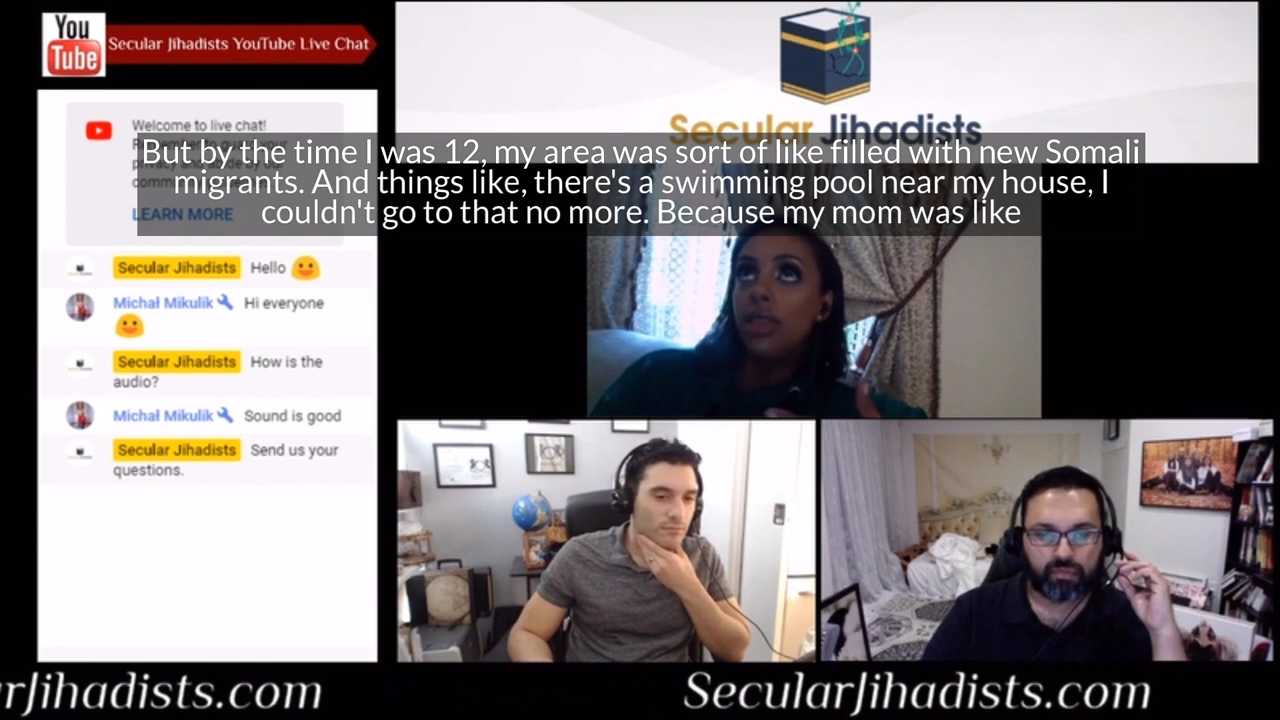 You
Tube
Secular Jihadists YouTube Live Chat
Secular Jihadists
But by the time I was 12, my area was sort of like filled with new Somali
migrants. And things like, there's a swimming pool near my house, I
couldn't go to that no more. Because my mom was like
Welcome to live chat!
LEARN MORE
Secular Jihadists Hello
Michał Mikulik Hi everyone
Secular Jihadists How is the
audio?
Michał Mikulik Sound is good
Secular Jihadists Send us your
questions.
rJihadists.com
SecularJihadists.com